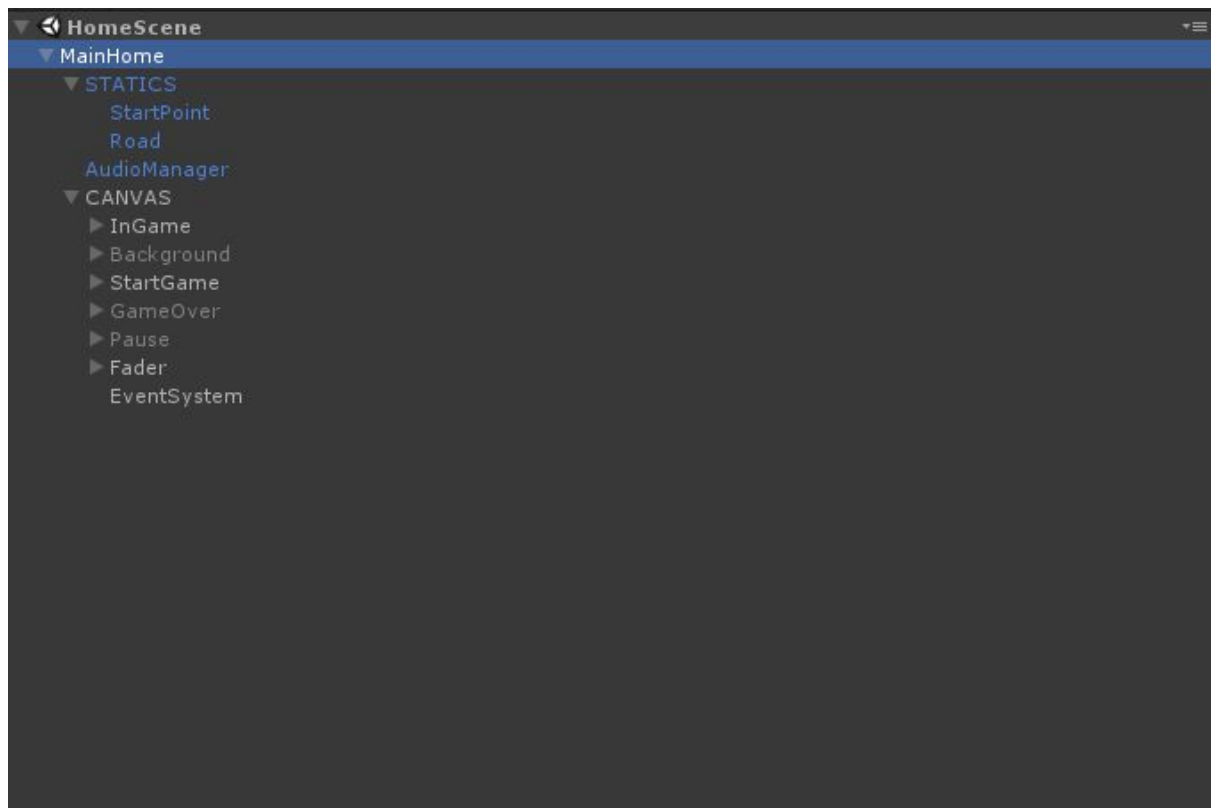 HomeScene
MainHome
STATICS
StartPoint
Road
AudioManager
CANVAS
InGame
Background
StartGame
GameOver
Pause
Fader
EventSystem